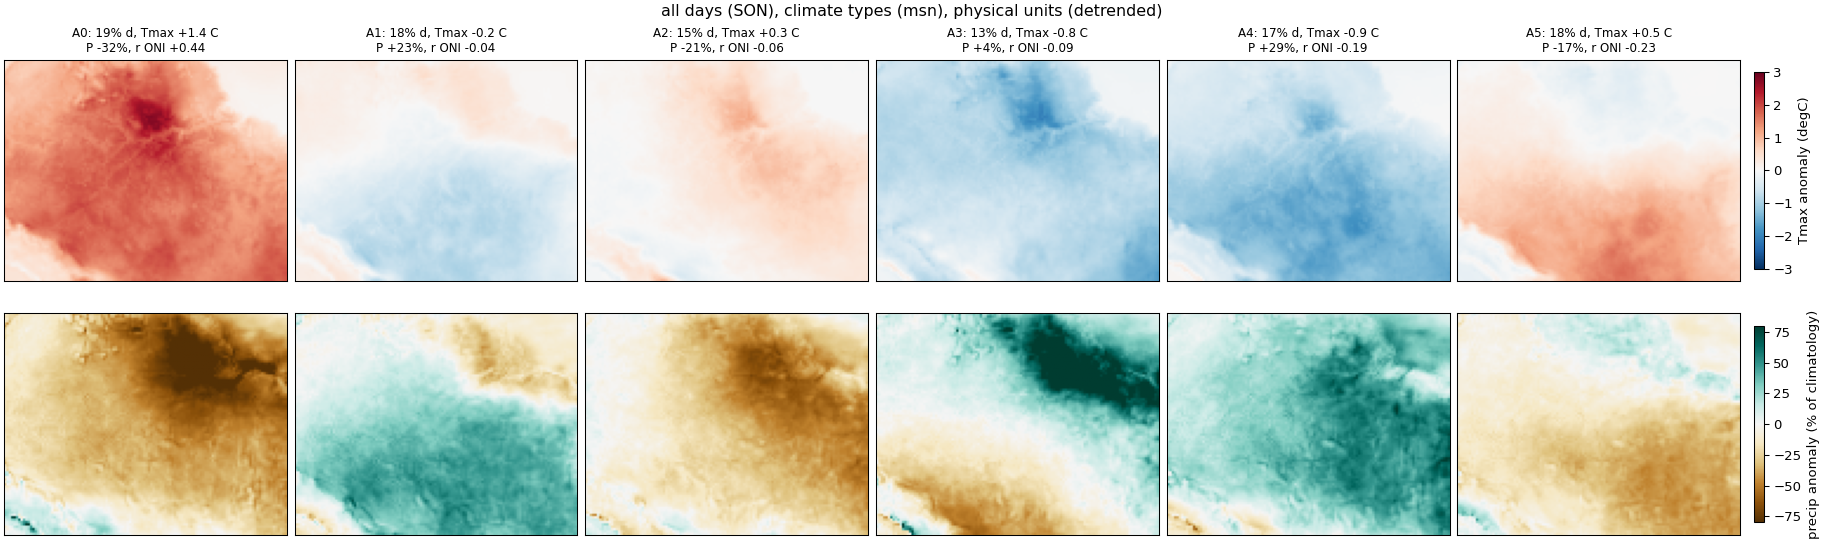 all days (SON), climate types (msn), physical units (detrended)
A0: 19% d, Tmax +1.4 C
P -32%, r ONI +0.44
A1: 18% d, Tmax -0.2 C
P +23%, r ONI -0.04
A2: 15% d, Tmax +0.3 C
P -21%, r ONI -0.06
A3: 13% d, Tmax -0.8 C
P +4%, r ONI -0.09
A4: 17% d, Tmax -0.9 C
P +29%, r ONI -0.19
A5: 18% d, Tmax +0.5 C
P -17%, r ONI -0.23
3
2
1
0
−1
−2
−3
Tmax anomaly (degC)
75
50
25
0
−25
−50
−75
precip anomaly (% of climatology)